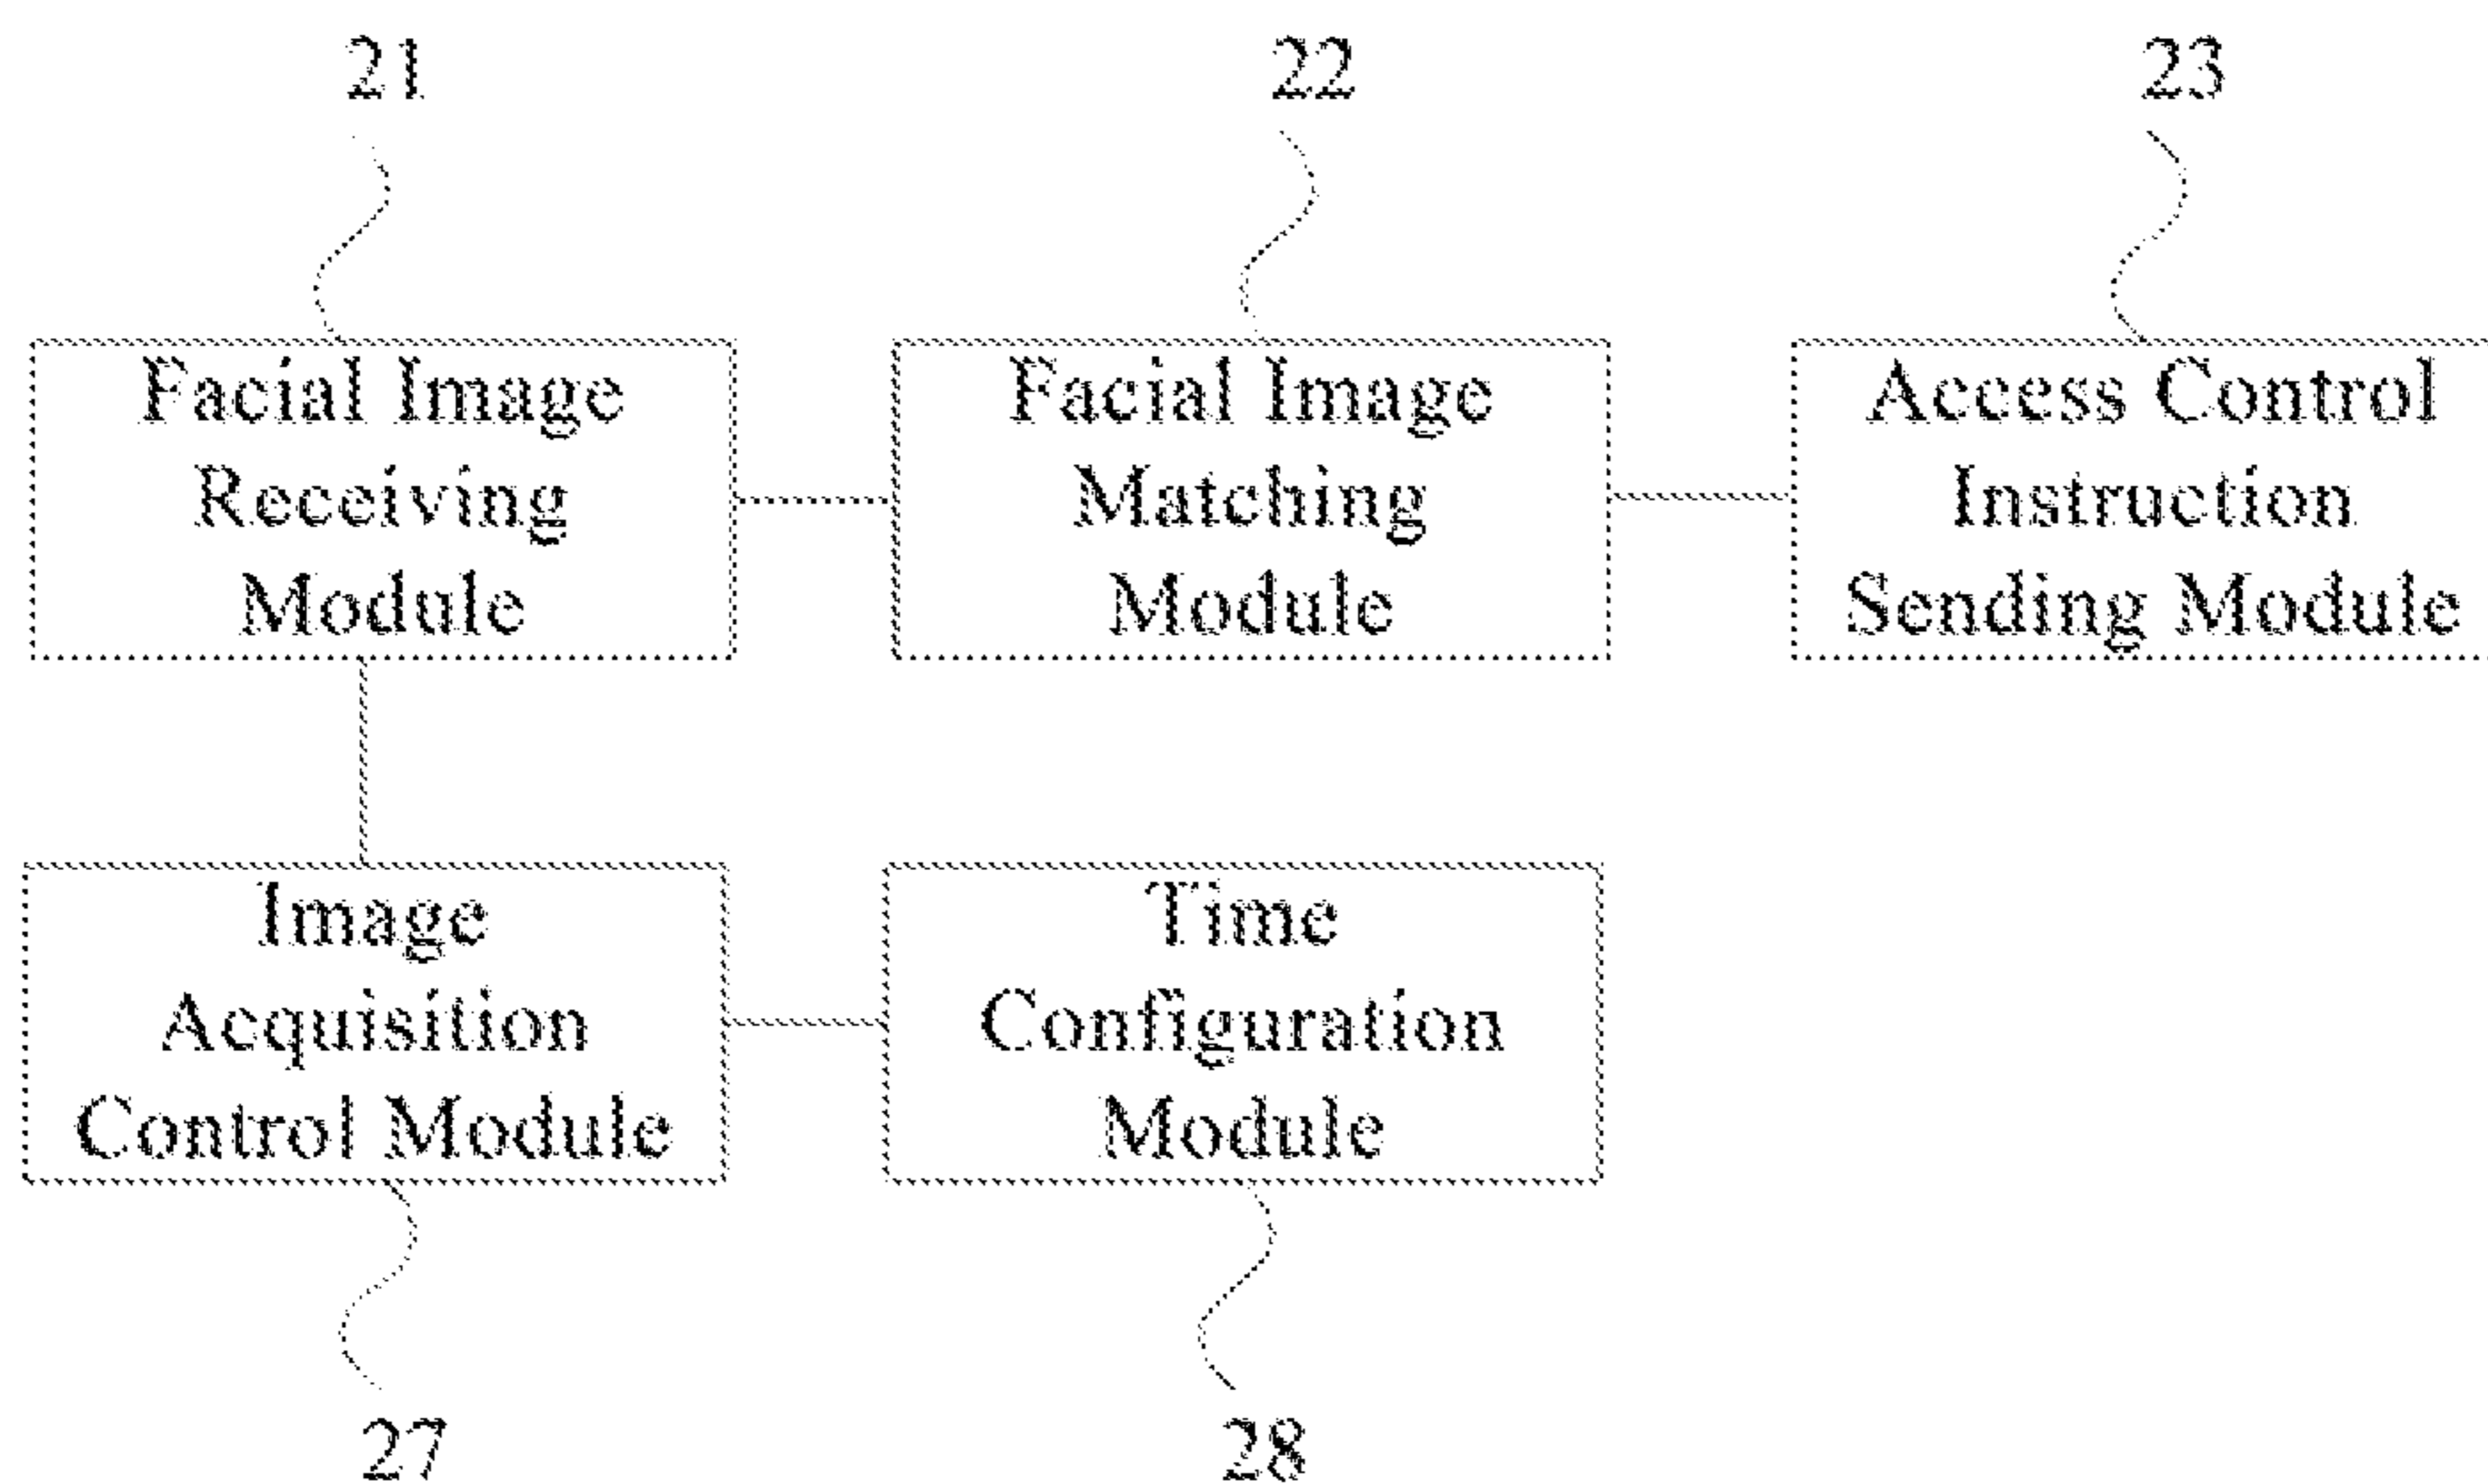 21
22
23
Facial Image
Receiving
Module
Facial Image
Matching
Module
Access Control
Instruction
Sending Module
Image
Acquisition
Control Module
Time
Configuration
Module
27
28